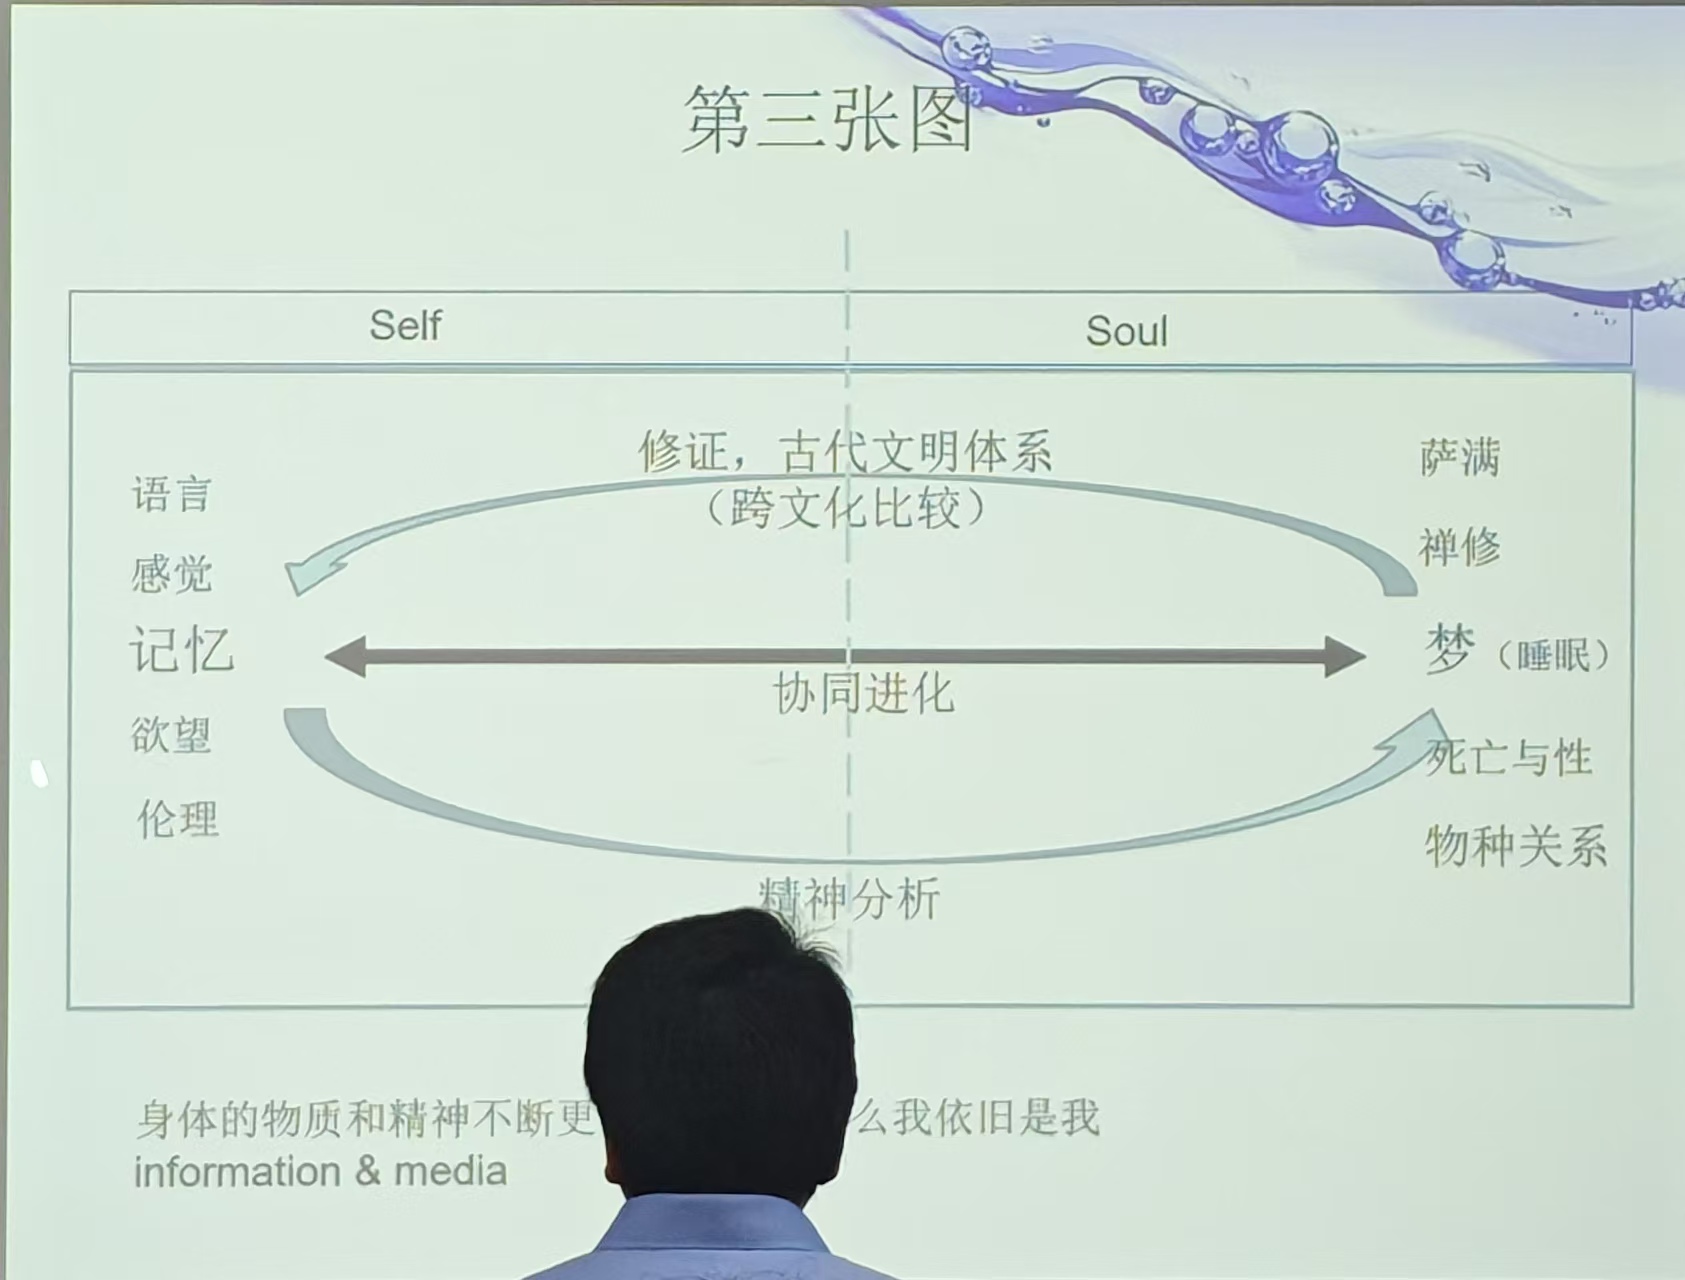 第三张图
Self
Soul
修证，古代文明体系
（跨文化比较）
语言
感觉
记忆
欲望
伦理
协同进化
精神分析
萨满
禅修
梦（睡眠）
死亡与性
物种关系
身体的物质和精神不断更
么我依旧是我
information & media